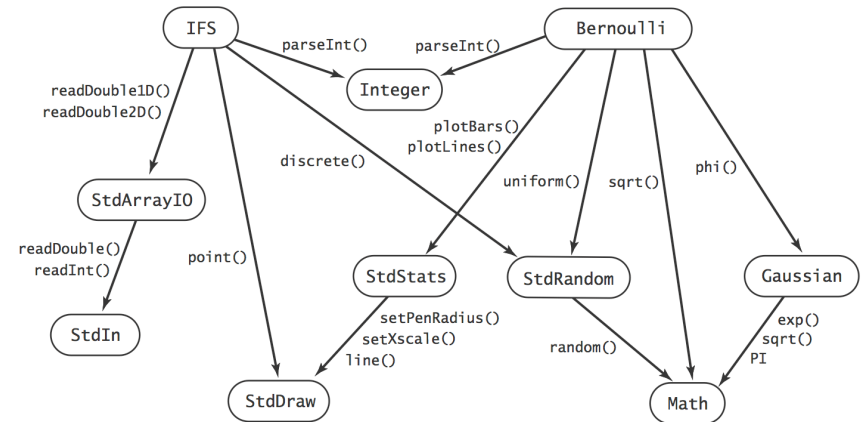 IFS
Bernoulli
parseInt()
parseInt()
Integer
readDouble1D()
readDouble2D()
plotBars()
plotLines()
discrete()
uniform()
sqrt()
phi()
StdArrayIO
readDouble()
readInt()
point()
StdStats
StdRandom
Gaussian
setPenRadius()
setXscale()
line()
exp()
sqrt()
PI
StdIn
random()
StdDraw
Math